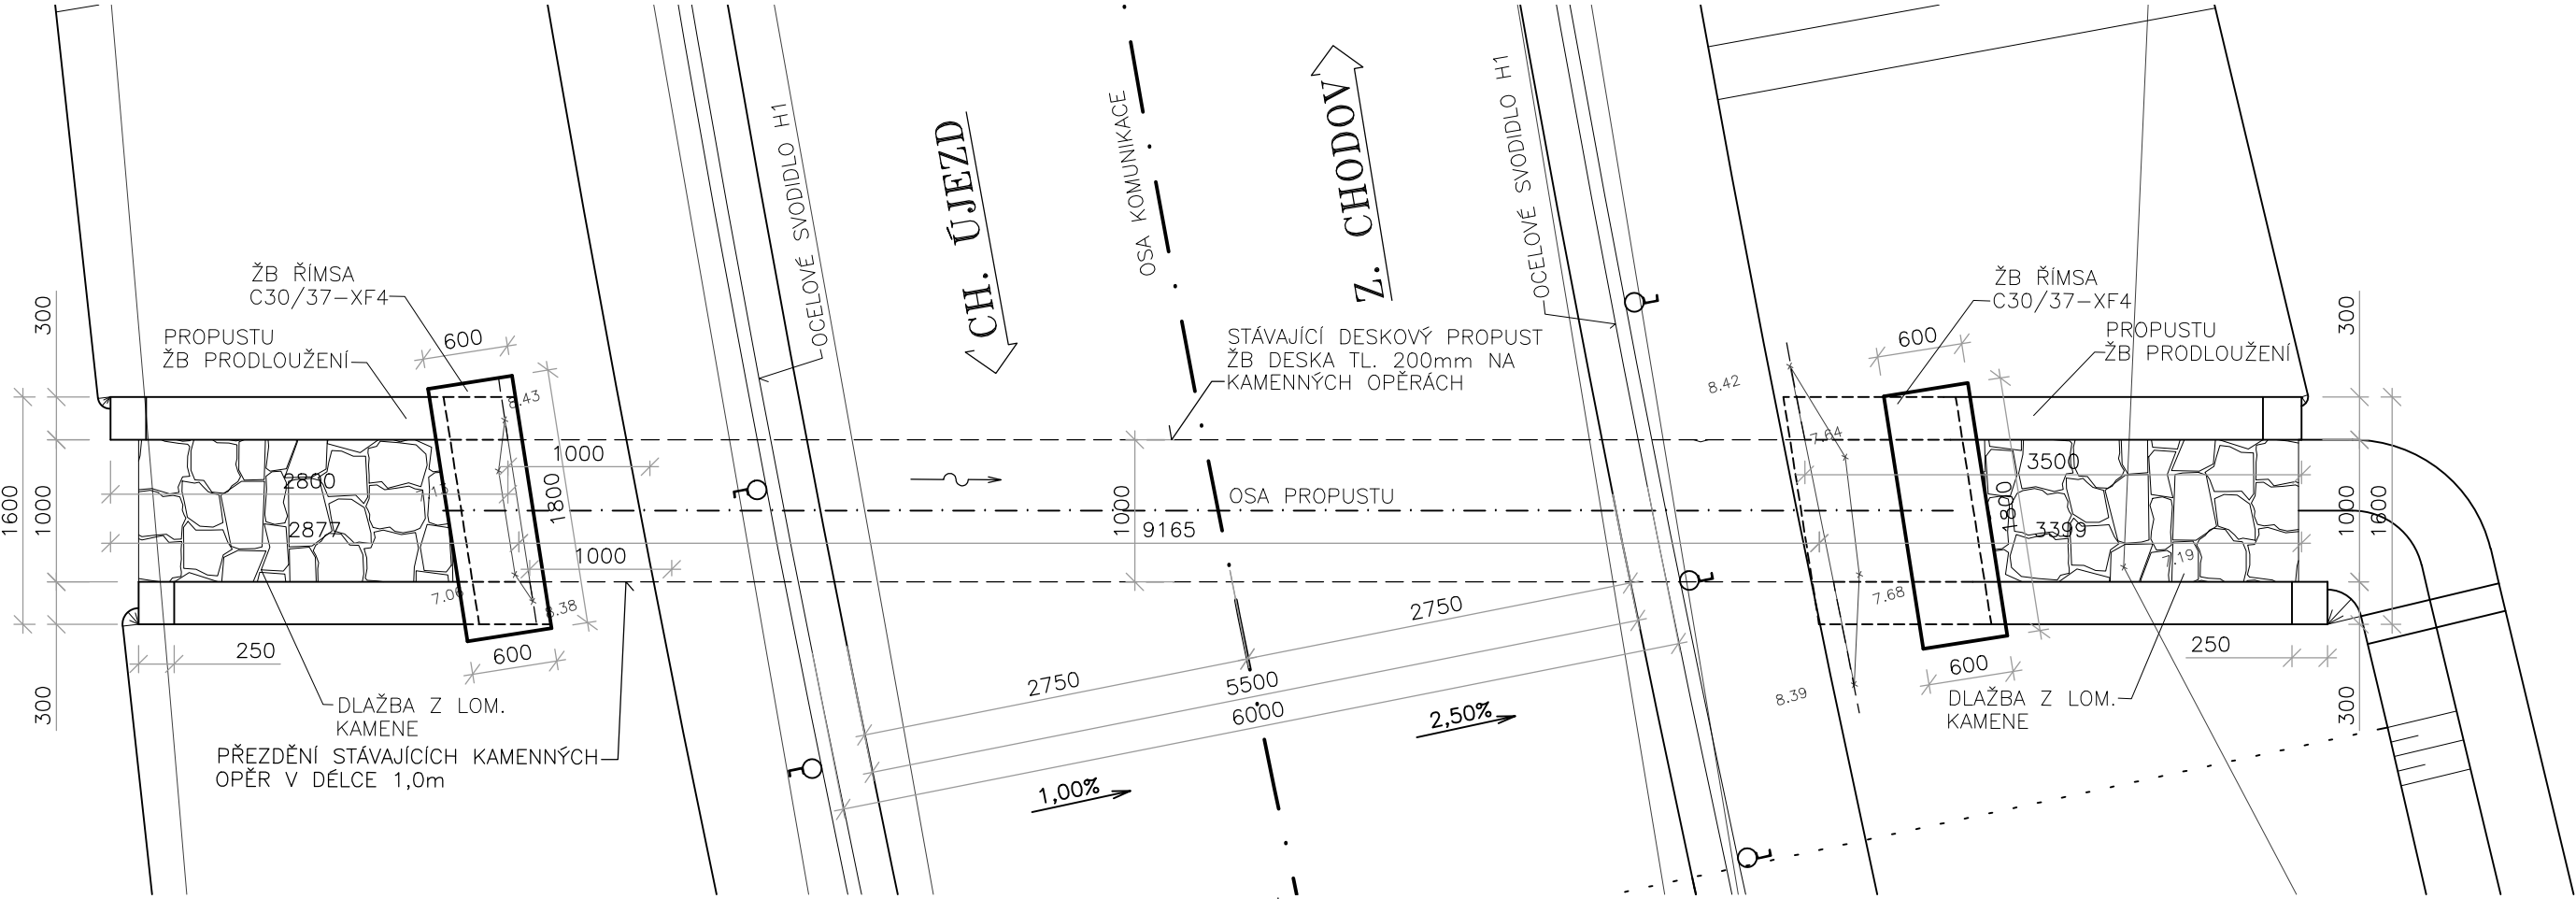 ŽB ŘÍMSA
C30/37-XF4
PROPUSTU
ŽB PRODLOUŽENÍ
600
8.43
300
1600
1000
300
2800
2877
1000
1800
1000
7.06
8.38
250
600
DLAŽBA Z LOM.
KAMENE
PŘEZDĚNÍ STÁVAJÍCÍCH KAMENNÝCH
OPĚR V DÉLCE 1,0m
OCELOVÉ SVODIDLO H1
CH. ÚJEZD
OSA KOMUNIKACE
Z. CHODOV
OCELOVÉ SVODIDLO H1
STÁVAJÍCÍ DESKOVÝ PROPUST
ŽB DESKA TL. 200mm NA
KAMENNÝCH OPĚRÁCH
OSA PROPUSTU
1000
9165
2750
2750
5500
6000
2,50%
1,00%
ŽB ŘÍMSA
C30/37-XF4
PROPUSTU
ŽB PRODLOUŽENÍ
600
8.42
7.64
3500
1800
3399
7.19
7.68
8.39
600
250
DLAŽBA Z LOM.
KAMENE
300
1000
1600
300